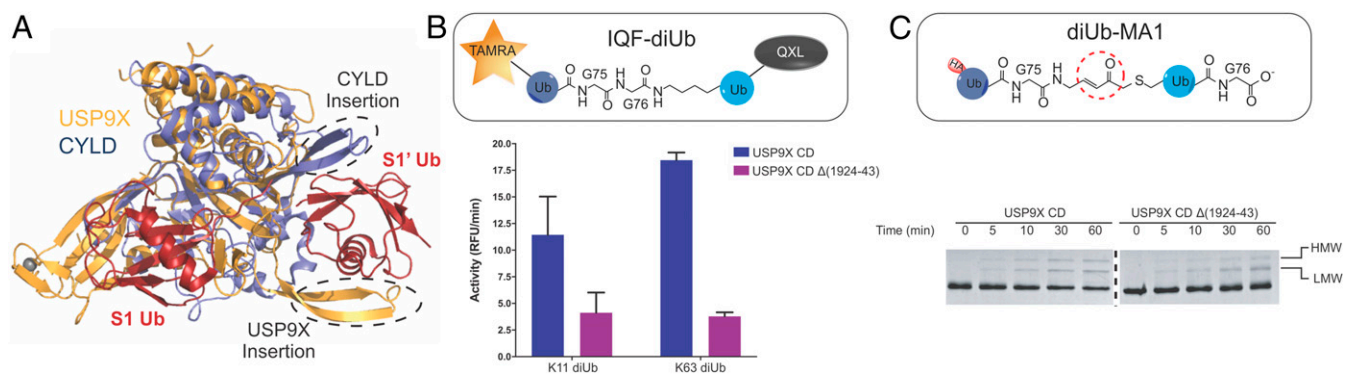 A
USP9X
CYLD
CYLD
Insertion
S1' Ub
S1 Ub
USP9X
Insertion
B
IQF-diUb
TAMRA
QXL
Ub
O
G75
H
N
N
H
O
G76
O
H
N
Ub
Activity (RFU/min)
20.0
17.5
15.0
12.5
10.0
7.5
5.0
2.5
0.0
K11 diUb
K63 diUb
USP9X CD
USP9X CD Δ(1924-43)
C
diUb-MA1
HA
Ub
O
G75
N
H
O
H
N
O
S
Ub
O
N
H
G76
O
O-
USP9X CD
USP9X CD Δ(1924-43)
Time (min)
0 5 10 30 60
0 5 10 30 60
HMW
LMW